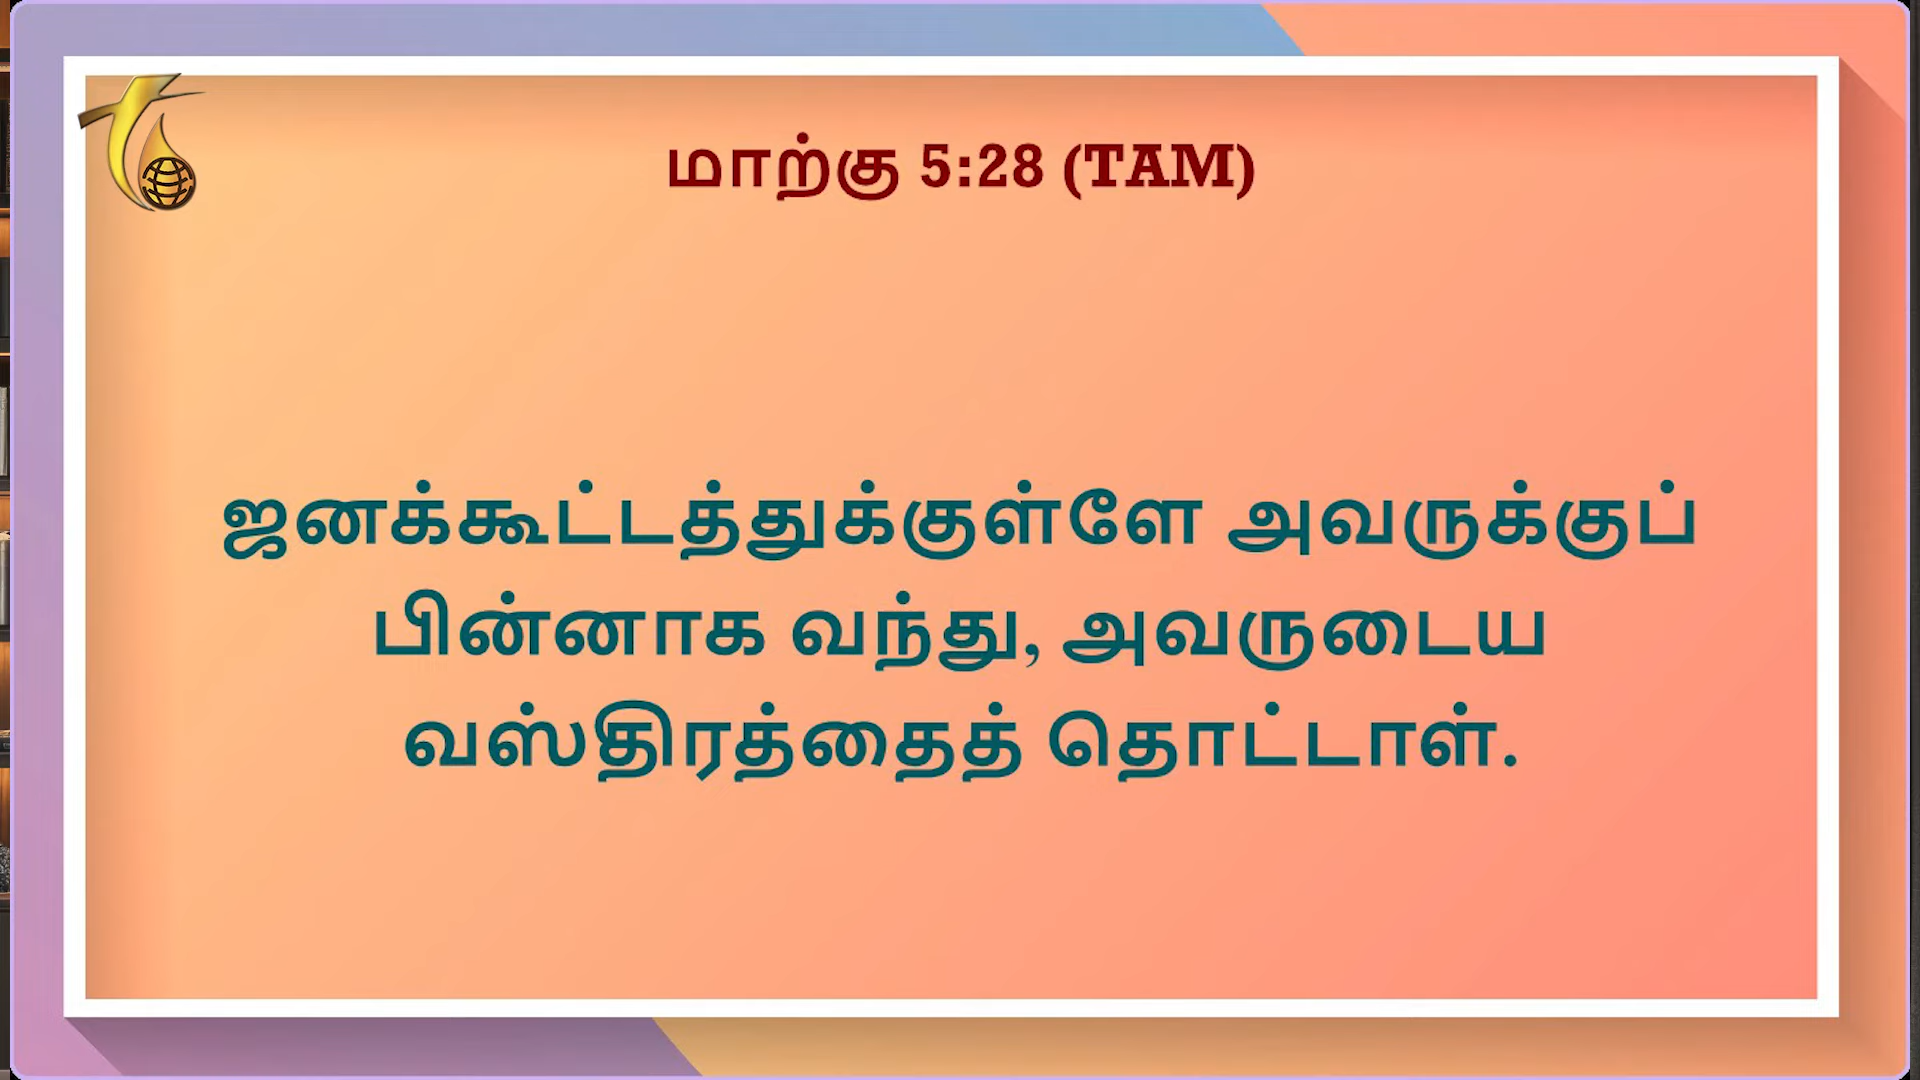 மாற்கு 5:28 (TAM)
ஜனக்கூட்டத்துக்குள்ளே அவருக்குப்
பின்னாக வந்து, அவருடைய
வஸ்திரத்தைத் தொட்டாள்.